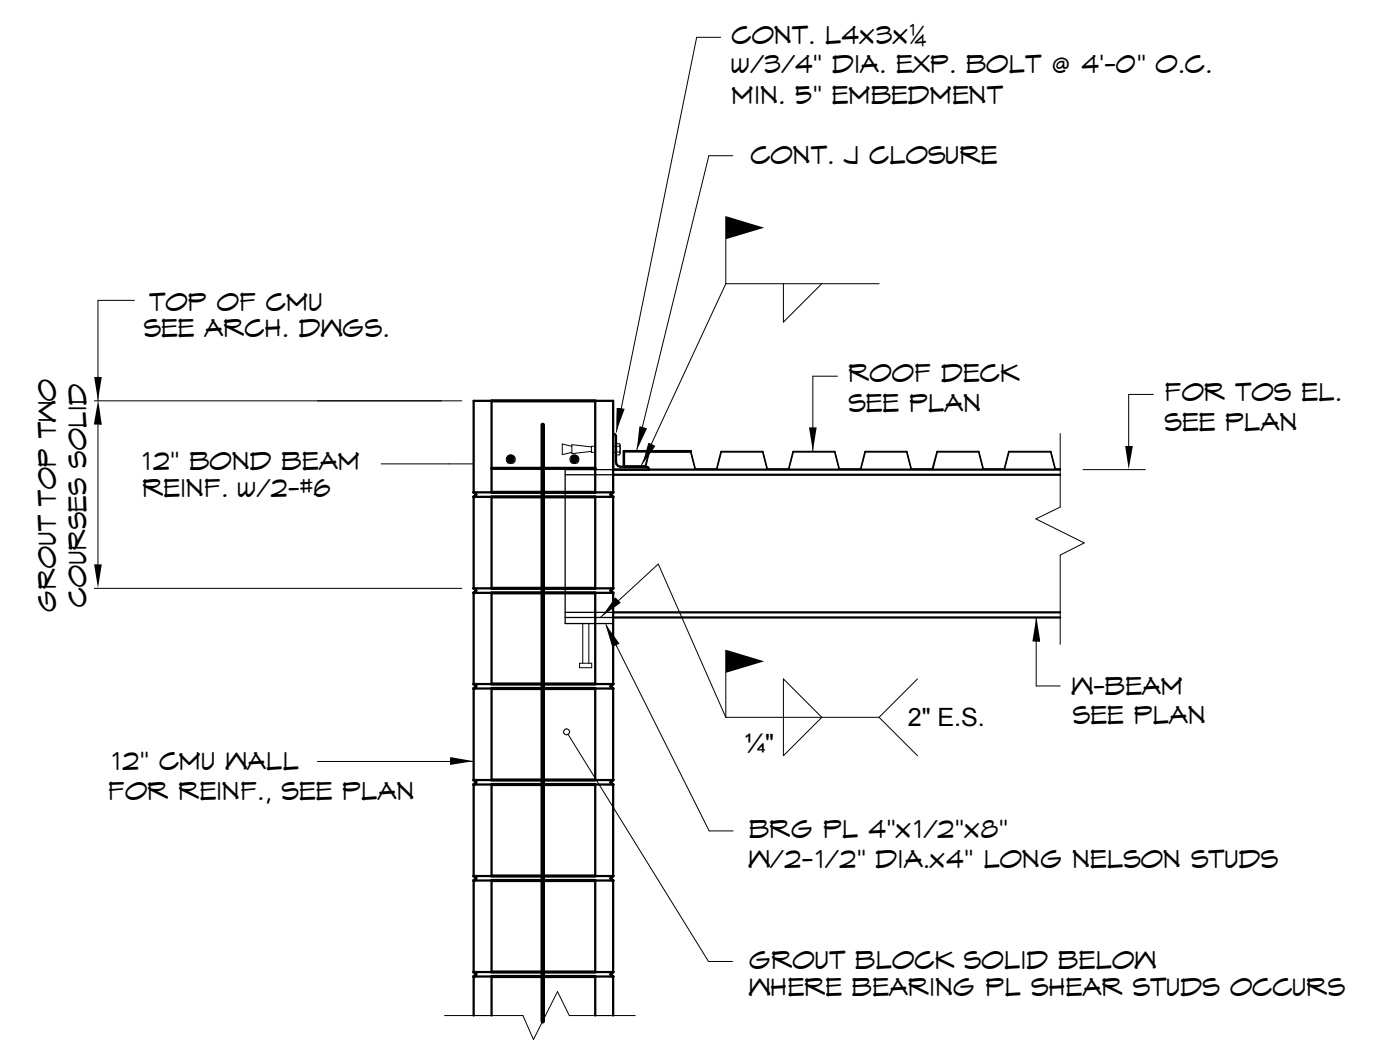 CONT. L4x3x¼
w/3/4" DIA. EXP. BOLT @ 4'-0" O.C.
MIN. 5" EMBEDMENT
CONT. J CLOSURE
TOP OF CMU
SEE ARCH. DWGS.
GROUT TOP TWO
COURSES SOLID
ROOF DECK
SEE PLAN
FOR TOS EL.
SEE PLAN
12" BOND BEAM
REINF. w/2-#6
W-BEAM
SEE PLAN
¼"
2" E.S.
12" CMU WALL
FOR REINF., SEE PLAN
BRG PL 4"x1/2"x8"
W/2-1/2" DIA.x4" LONG NELSON STUDS
GROUT BLOCK SOLID BELOW
WHERE BEARING PL SHEAR STUDS OCCURS